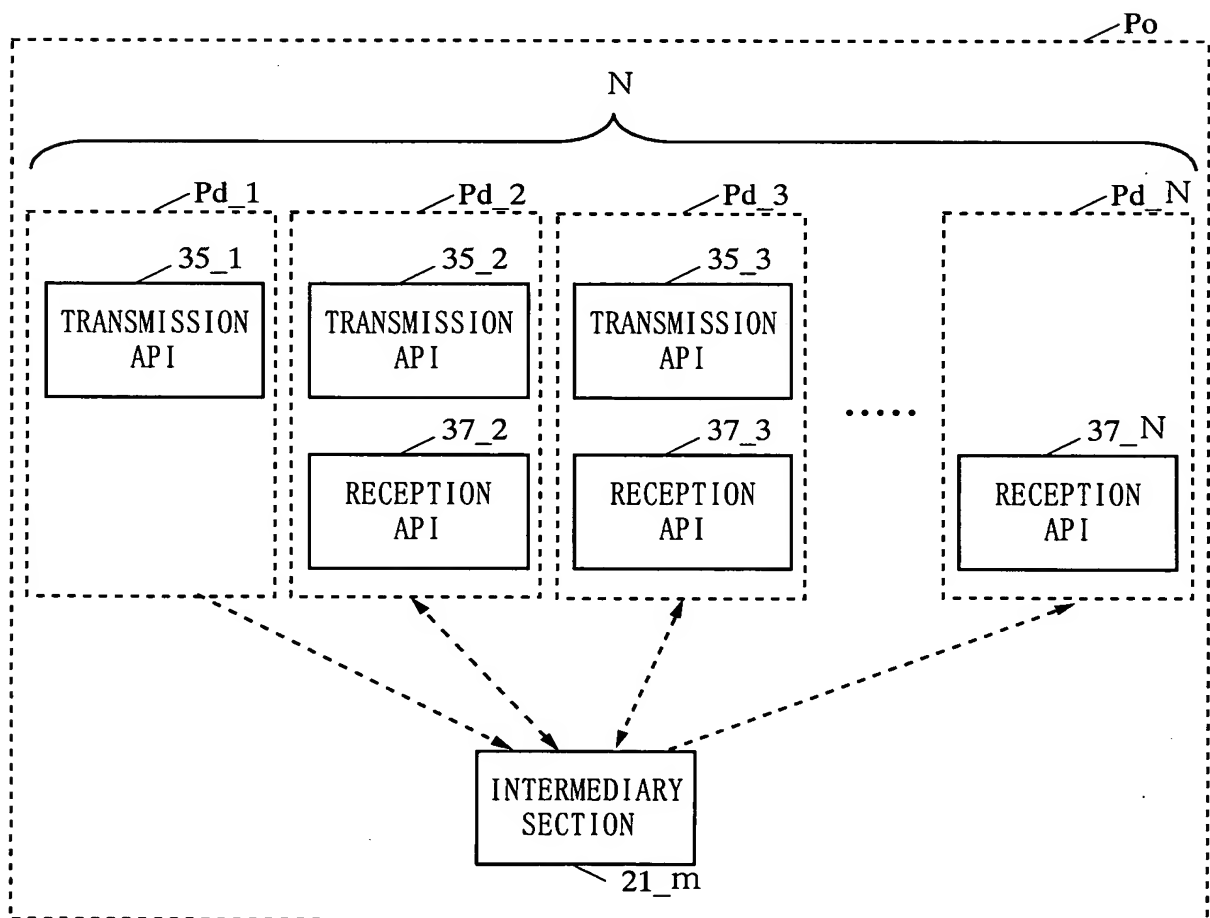 Po
N
Pd_1
Pd_2
Pd_3
Pd_N
35_1
35_2
35_3
TRANSMISSION
API
TRANSMISSION
API
TRANSMISSION
API
.....
37_2
37_3
37_N
RECEPTION
API
RECEPTION
API
RECEPTION
API
INTERMEDIARY
SECTION
21_m